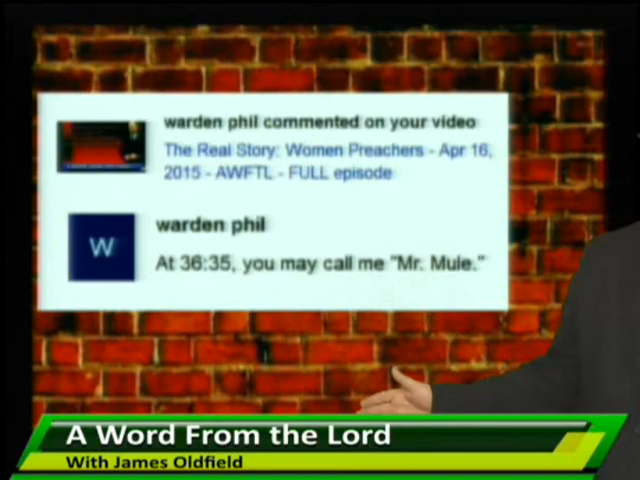 warden phil commented on your video
The Real Story: Women Preachers - Apr 16,
2015 - AWFTL - FULL episode
warden phil
W
At 36:35, you may call me "Mr. Mule."
A Word From the Lord
With James Oldfield